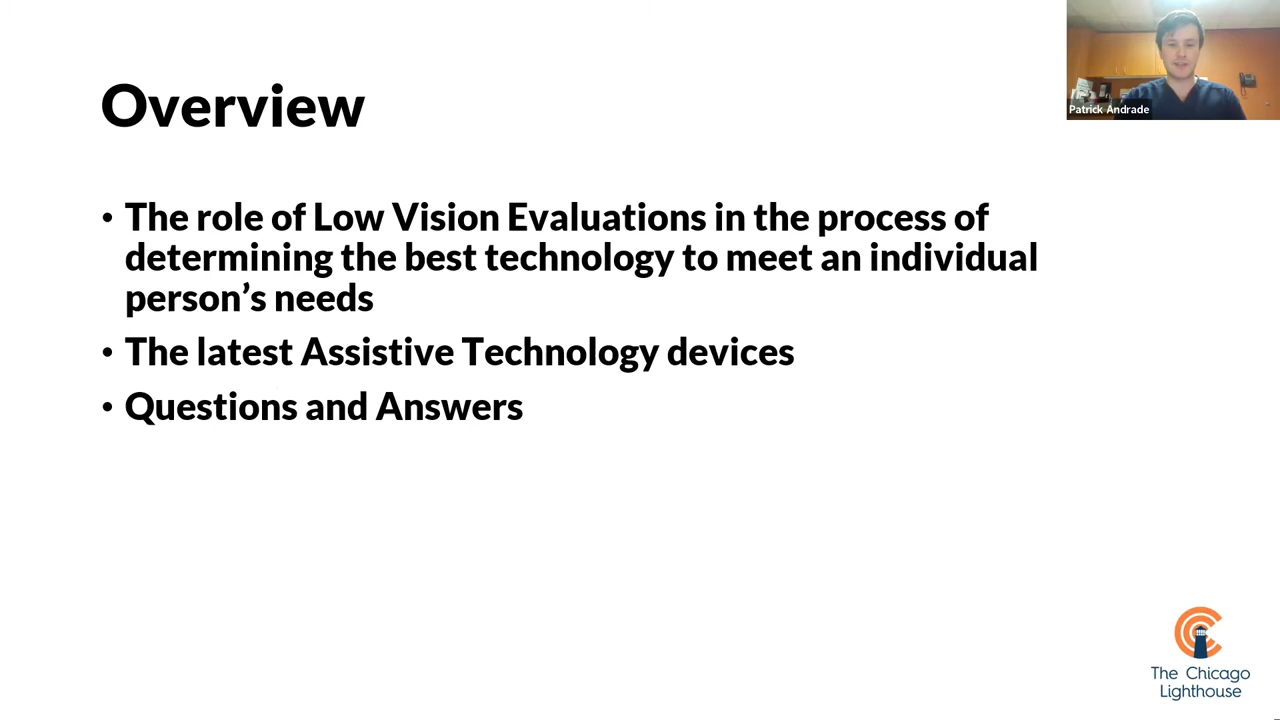 Overview
Patrick Andrade
• The role of Low Vision Evaluations in the process of
determining the best technology to meet an individual
person’s needs
• The latest Assistive Technology devices
• Questions and Answers
The Chicago
Lighthouse